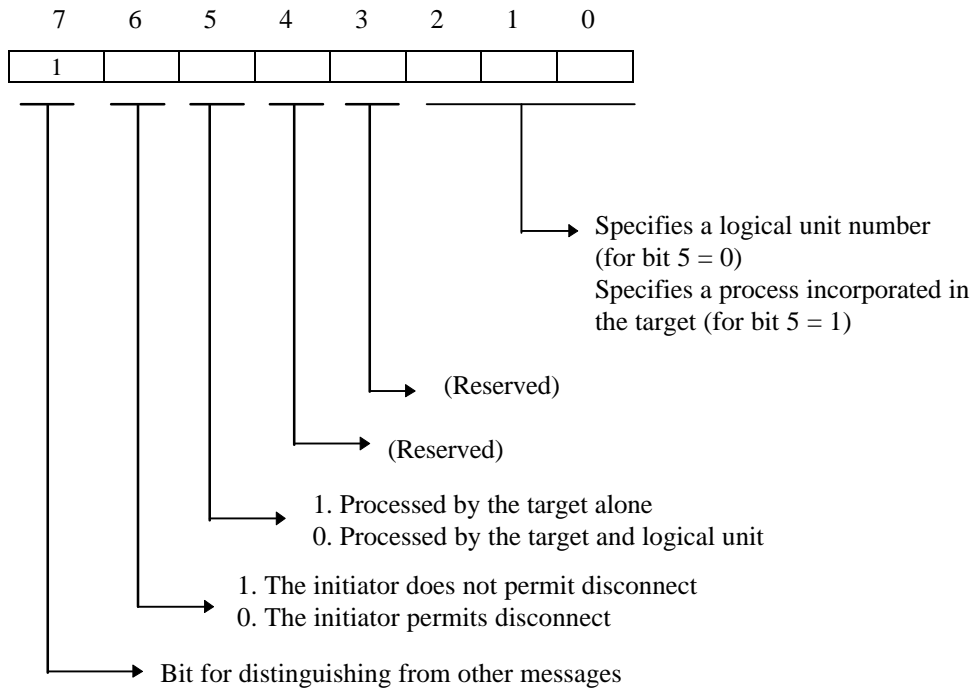 7 6 5 4 3 2 1 0
1
Specifies a logical unit number
(for bit 5 = 0)
Specifies a process incorporated in
the target (for bit 5 = 1)
(Reserved)
(Reserved)
1. Processed by the target alone
0. Processed by the target and logical unit
1. The initiator does not permit disconnect
0. The initiator permits disconnect
Bit for distinguishing from other messages